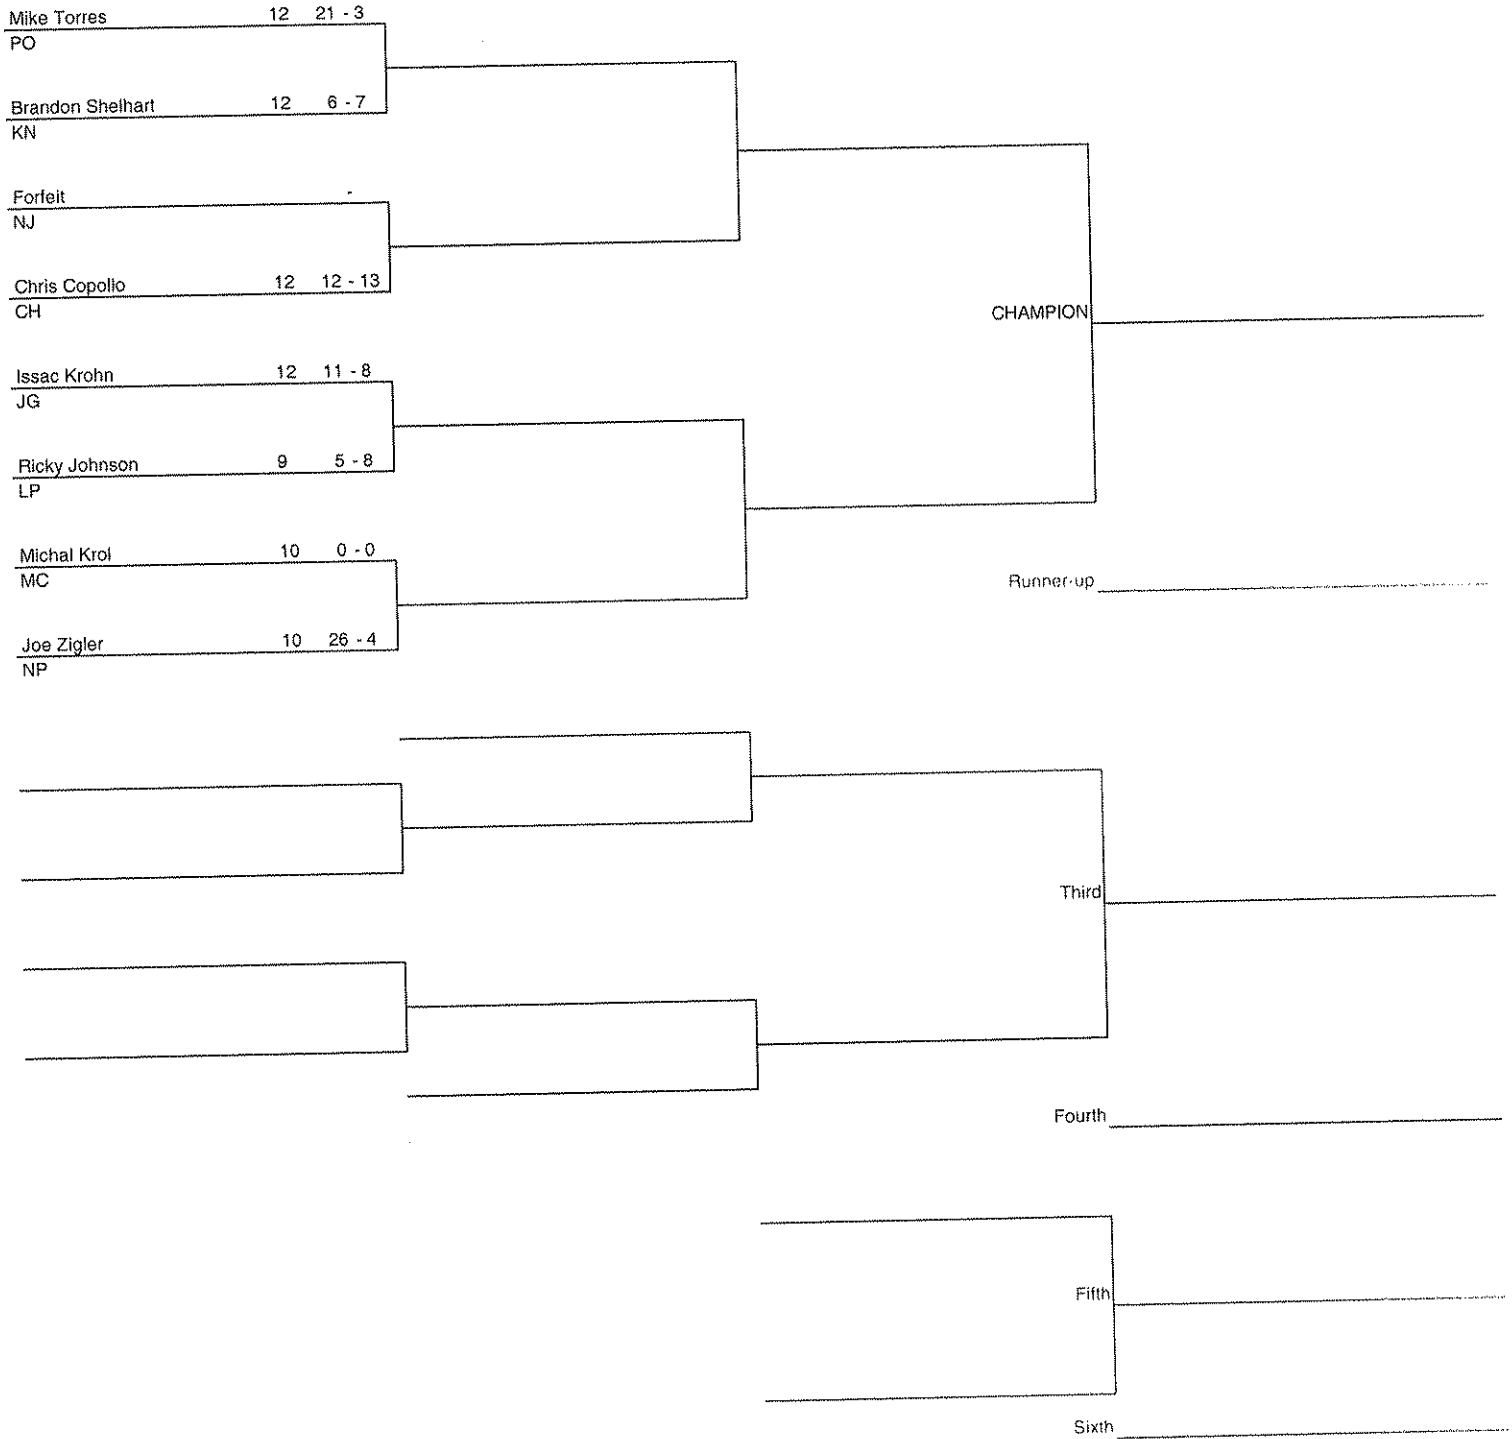 Mike Torres 12 21 - 3
PO
Brandon Shelhart 12 6 - 7
KN
Forfeit -
NJ
Chris Copollo 12 12 - 13
CH
CHAMPION
Issac Krohn 12 11 - 8
JG
Ricky Johnson 9 5 - 8
LP
Michal Krol 10 0 - 0
MC
Runner-up
Joe Zigler 10 26 - 4
NP
Third
Fourth
Fifth
Sixth